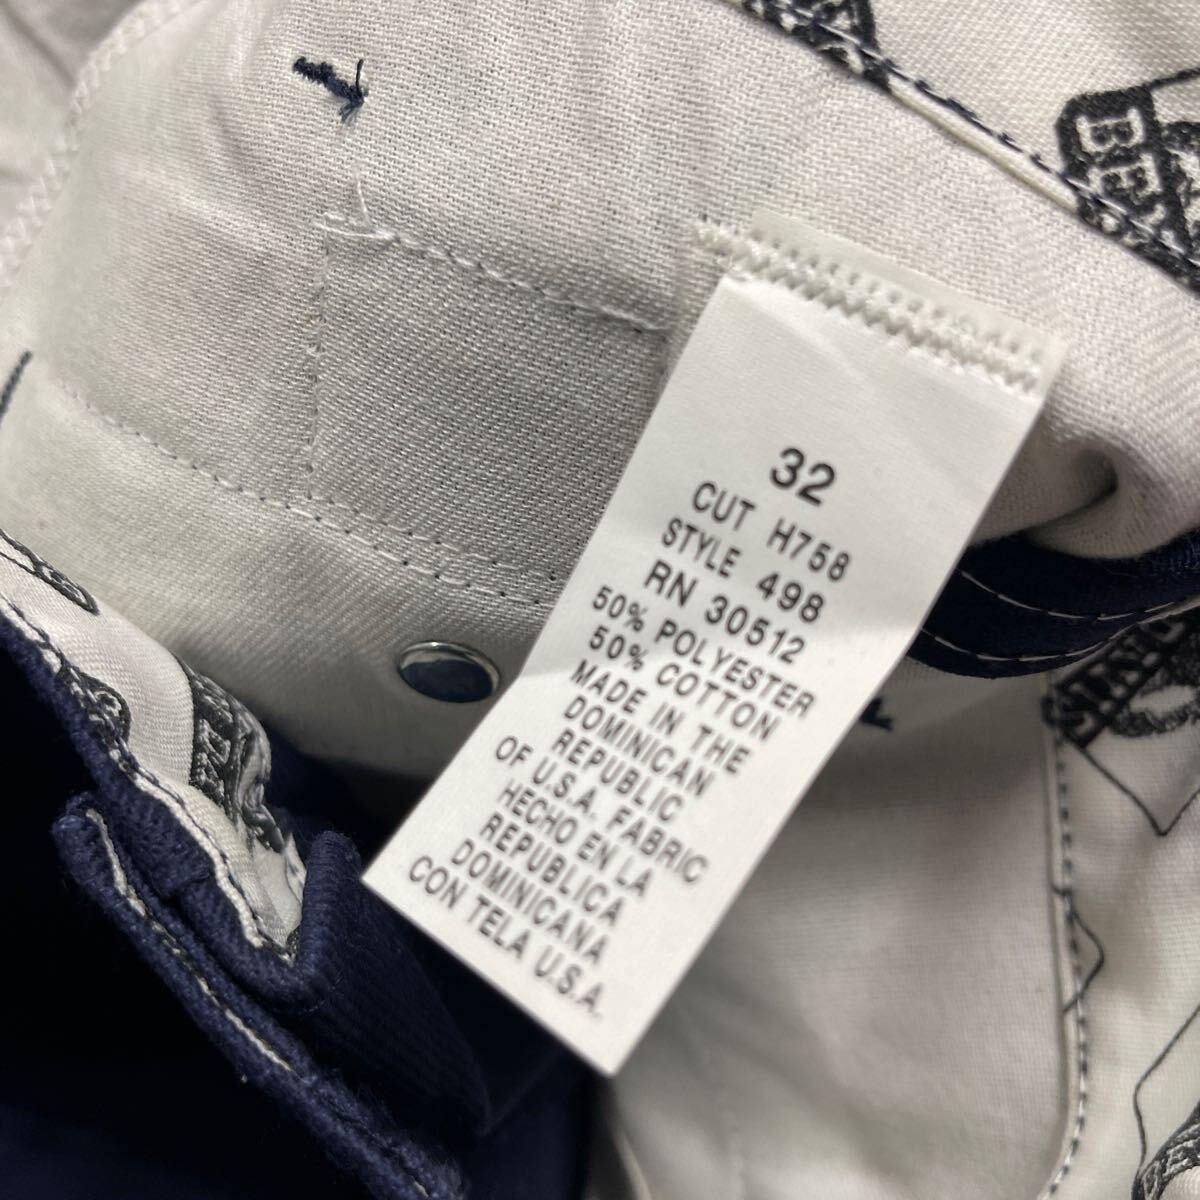 32
CUT H758
STYLE 498
RN 30512
50% POLYESTER
50% COTTON
MADE IN THE
DOMINICAN
REPUBLIC
OF U.S.A. FABRIC
HECHO EN LA
REPUBLICA
DOMINICANA
CON TELA U.S.A.